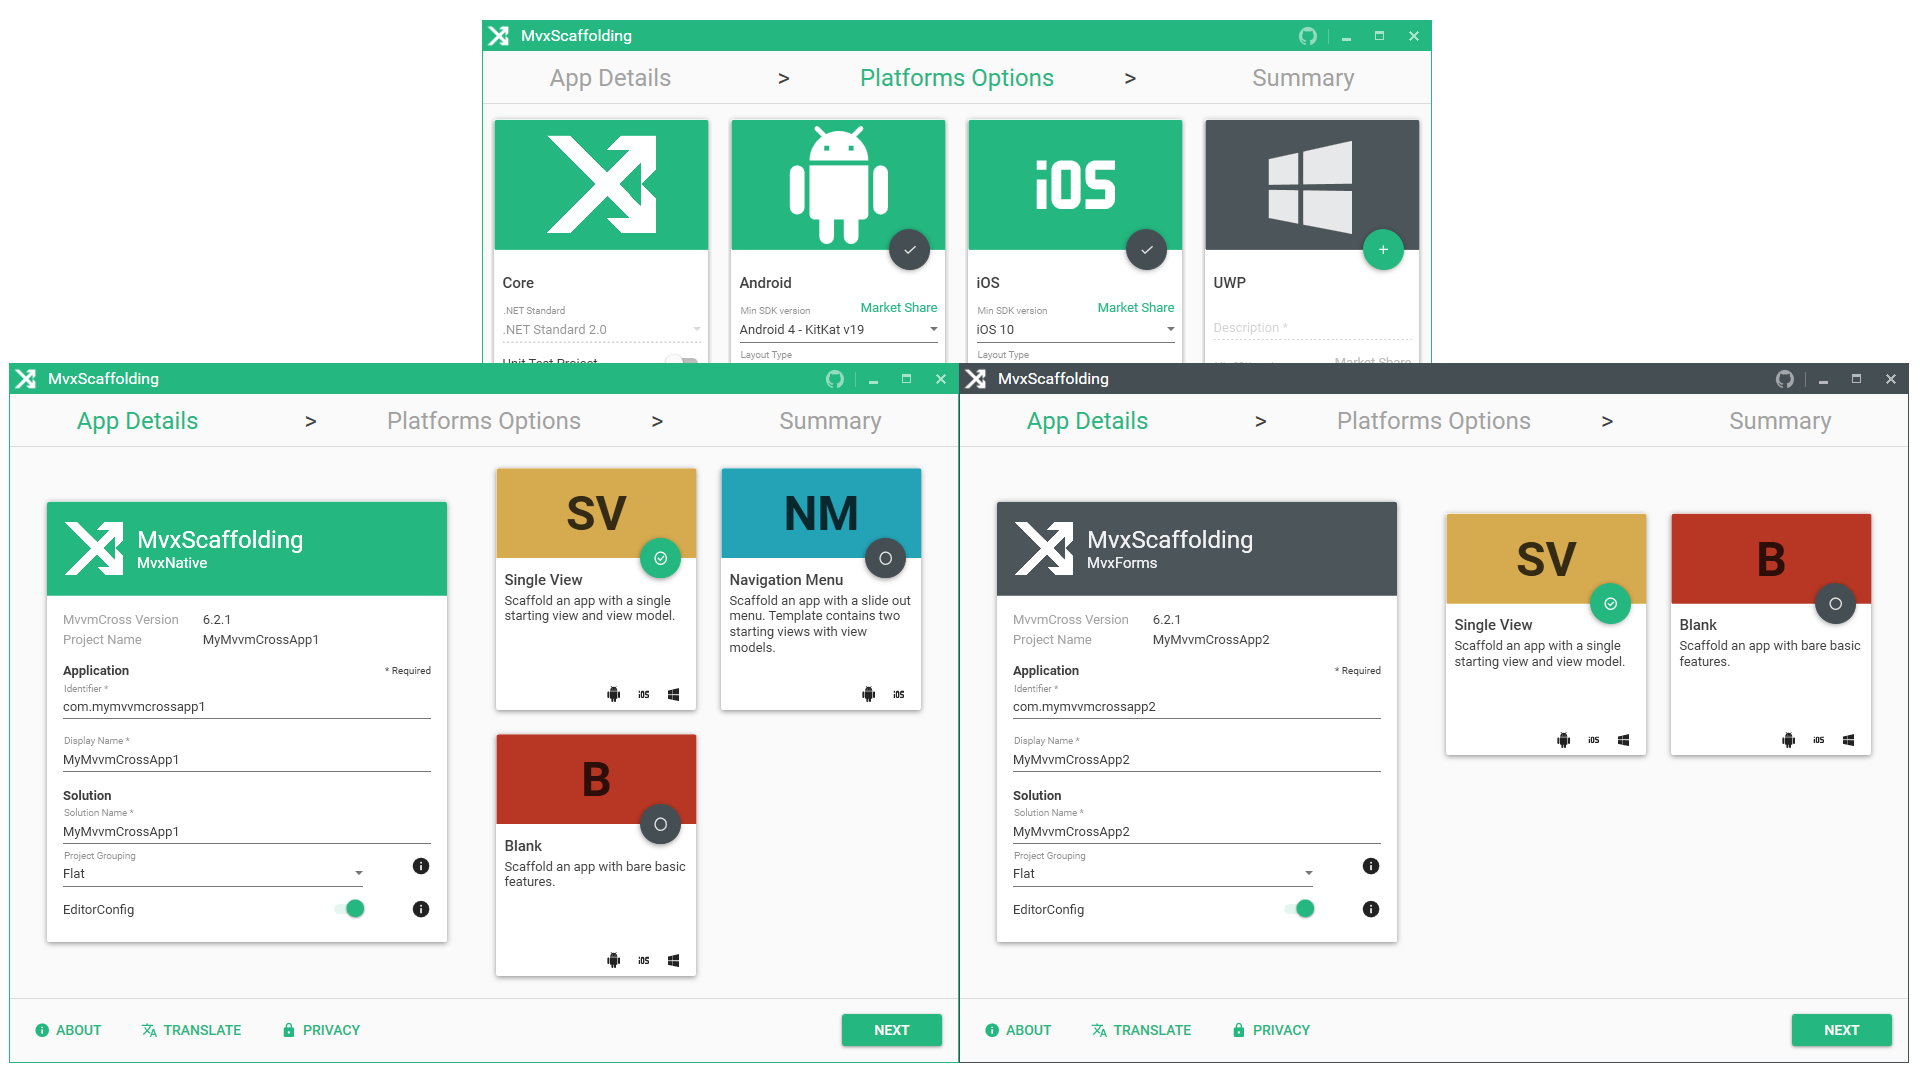 MvxScaffolding
App Details > Platforms Options > Summary
iOS
Core
.NET Standard
.NET Standard 2.0
Unit Test Project
Android
Min SDK version Market Share
Android 4 - KitKat v19
Layout Type
iOS
Min SDK version Market Share
iOS 10
Layout Type
UWP
Description *
Min SDK Market Share
MvxScaffolding
App Details > Platforms Options > Summary
MvxScaffolding
MvxNative
MvvmCross Version 6.2.1
Project Name MyMvvmCrossApp1
Application * Required
Identifier *
com.mymvvmcrossapp1
Display Name *
MyMvvmCrossApp1
Solution
Solution Name *
MyMvvmCrossApp1
Project Grouping
Flat
EditorConfig
SV
Single View
Scaffold an app with a single
starting view and view model.
iOS
NM
Navigation Menu
Scaffold an app with a slide out
menu. Template contains two
starting views with view
models.
iOS
B
Blank
Scaffold an app with bare basic
features.
iOS
ABOUT TRANSLATE PRIVACY NEXT
MvxScaffolding
App Details > Platforms Options > Summary
MvxScaffolding
MvxForms
MvvmCross Version 6.2.1
Project Name MyMvvmCrossApp2
Application * Required
Identifier *
com.mymvvmcrossapp2
Display Name *
MyMvvmCrossApp2
Solution
Solution Name *
MyMvvmCrossApp2
Project Grouping
Flat
EditorConfig
SV
Single View
Scaffold an app with a single
starting view and view model.
iOS
B
Blank
Scaffold an app with bare basic
features.
iOS
ABOUT TRANSLATE PRIVACY NEXT